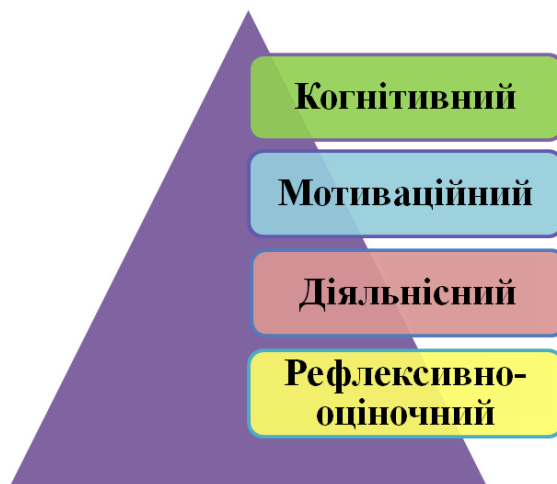 Когнітивний
Мотиваційний
Діяльнісний
Рефлексивно-
оціночний